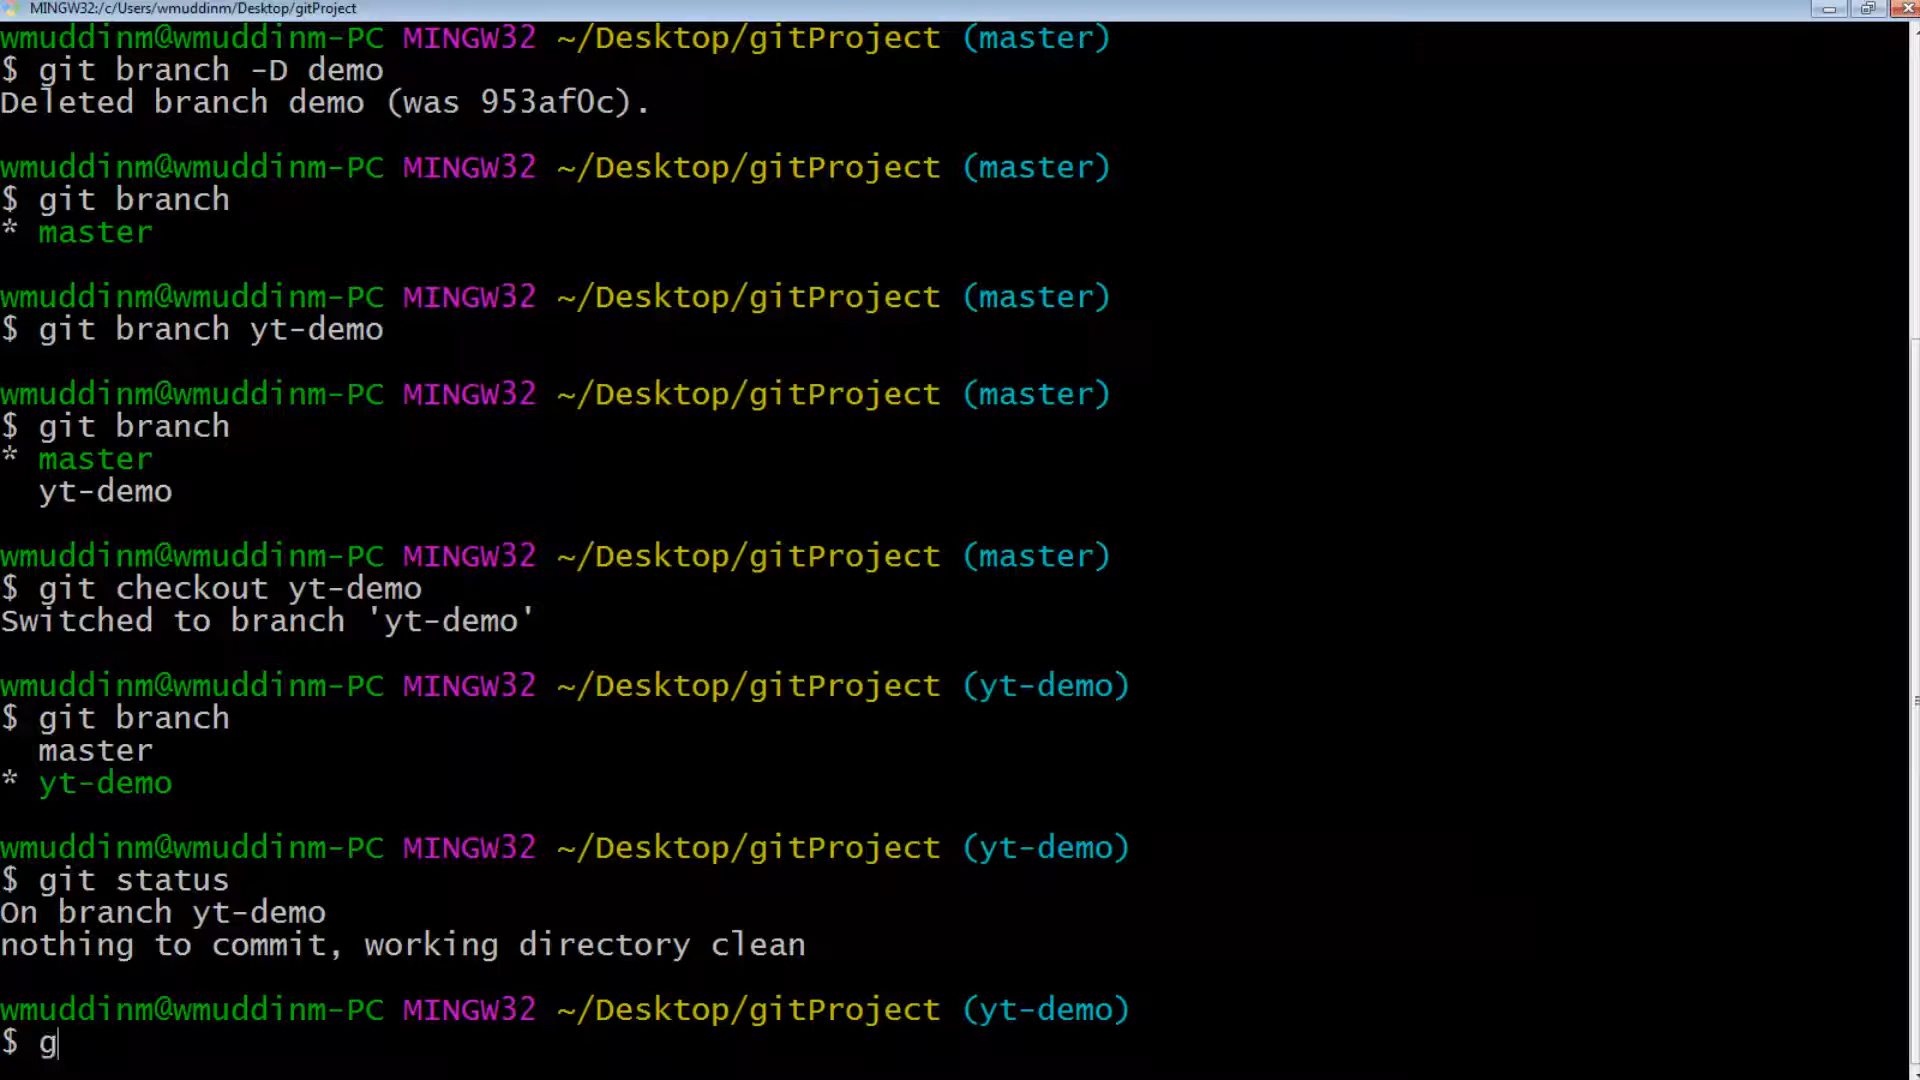 MINGW32:/c/Users/wmuddinm/Desktop/gitProject
wmuddinm@wmuddinm-PC MINGW32 ~/Desktop/gitProject (master)
$ git branch -D demo
Deleted branch demo (was 953af0c).
wmuddinm@wmuddinm-PC MINGW32 ~/Desktop/gitProject (master)
$ git branch
* master
wmuddinm@wmuddinm-PC MINGW32 ~/Desktop/gitProject (master)
$ git branch yt-demo
wmuddinm@wmuddinm-PC MINGW32 ~/Desktop/gitProject (master)
$ git branch
* master
  yt-demo
wmuddinm@wmuddinm-PC MINGW32 ~/Desktop/gitProject (master)
$ git checkout yt-demo
Switched to branch 'yt-demo'
wmuddinm@wmuddinm-PC MINGW32 ~/Desktop/gitProject (yt-demo)
$ git branch
  master
* yt-demo
wmuddinm@wmuddinm-PC MINGW32 ~/Desktop/gitProject (yt-demo)
$ git status
On branch yt-demo
nothing to commit, working directory clean
wmuddinm@wmuddinm-PC MINGW32 ~/Desktop/gitProject (yt-demo)
$ g